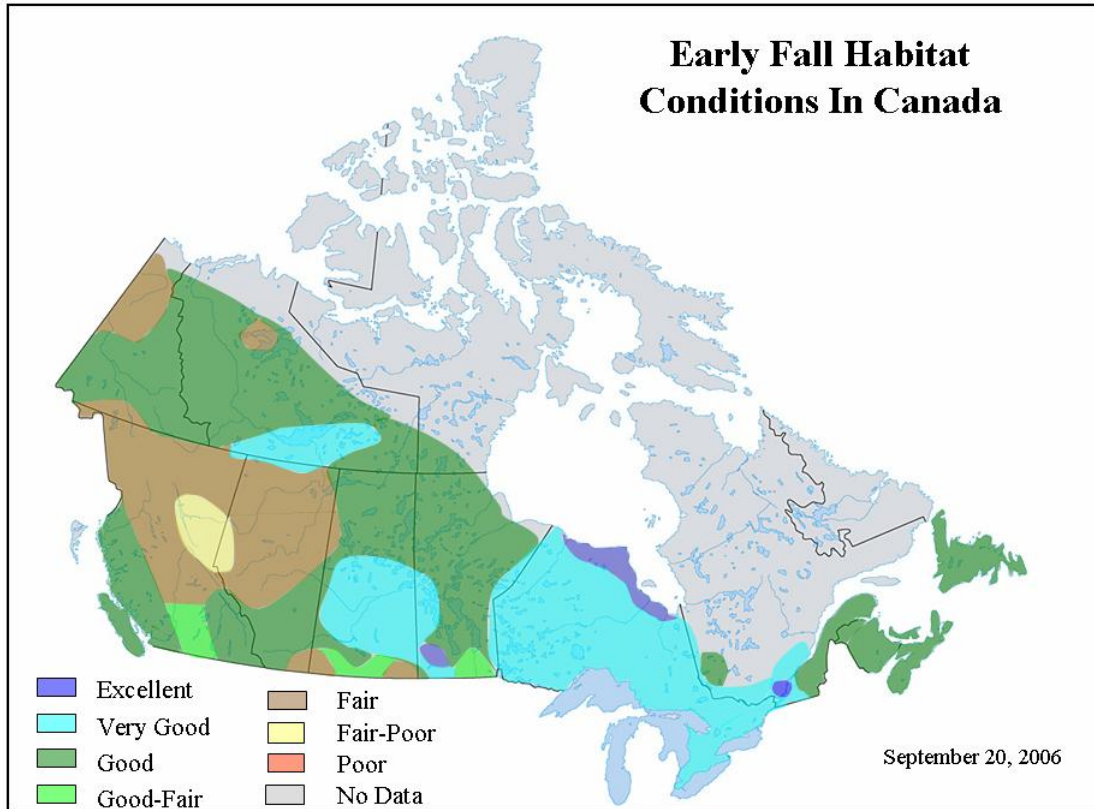 Early Fall Habitat
Conditions In Canada
Excellent
Very Good
Good
Good-Fair
Fair
Fair-Poor
Poor
No Data
September 20, 2006